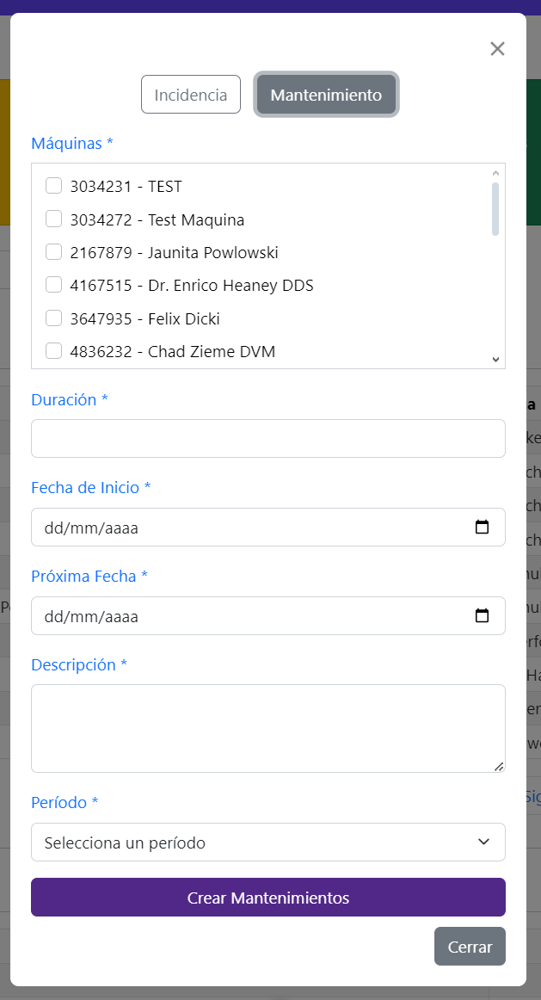 Incidencia
Mantenimiento
Máquinas *
3034231 - TEST
3034272 - Test Maquina
2167879 - Jaunita Powlowski
4167515 - Dr. Enrico Heaney DDS
3647935 - Felix Dicki
4836232 - Chad Zieme DVM
Duración *
Fecha de Inicio *
dd/mm/aaaa
Próxima Fecha *
dd/mm/aaaa
Descripción *
Período *
Selecciona un período
Crear Mantenimientos
Cerrar